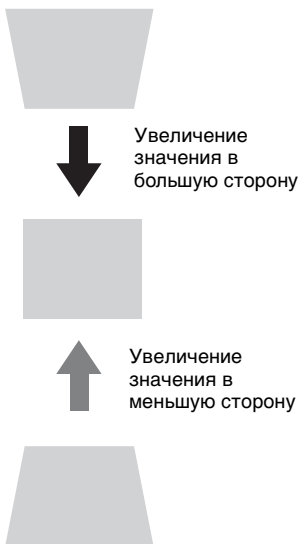 Увеличение
значения в
большую сторону
Увеличение
значения в
меньшую сторону